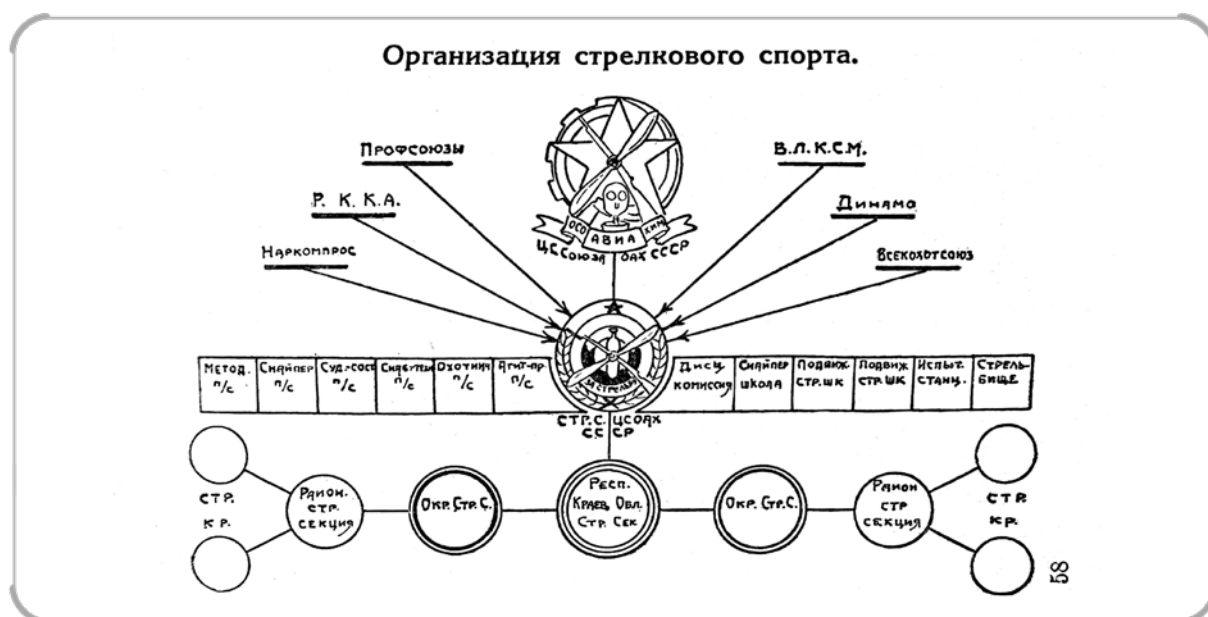 Организация стрелкового спорта.
Профсоюзы
В.Л.К.С.М.
Р. К. К. А.
Динамо
Наркомпрос
Всекохотсоюз
ОСО АВИА ХИМ
ЦС Союза ОАХ СССР
ЗА СТРЕЛЬБУ
Метод. п/с
Снайпер п/с
Суд.-сост п/с
Охотнич п/с
Агит-пр. п/с
Дисц комиссия
Снайпер школа
Подвиж. стр. шк
Подвиж стр. шк
Испыт. станц.
Стрель-
бище
СТР. С. ЦСОАХ
СССР
СТР.
КР.
Район.
стр.
секция
Окр. Стр. С.
Респ.
Краев, Обл.
Стр. Сек
Окр. Стр. С.
Район
стр
секция
СТР.
КР.
58